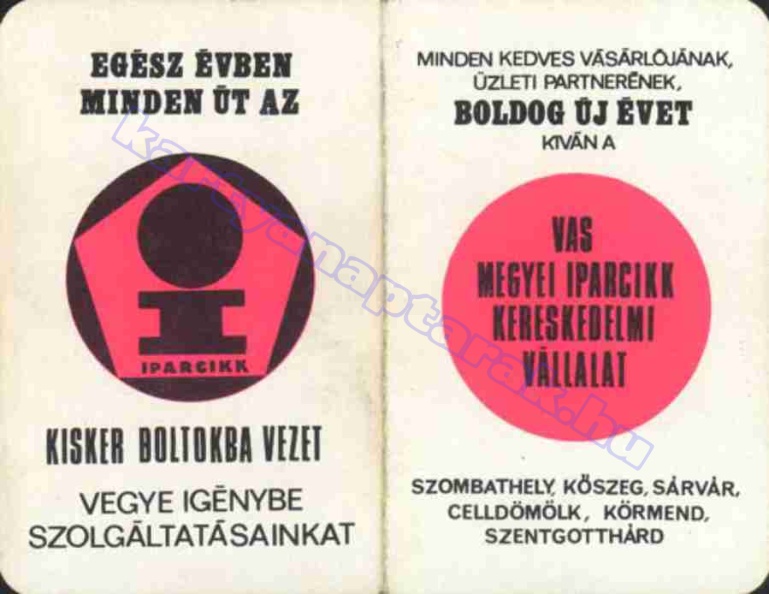 EGÉSZ ÉVBEN
MINDEN ÚT AZ
IPARCIKK
KISKER BOLTOKBA VEZET
VEGYE IGÉNYBE
SZOLGÁLTATÁSAINKAT
MINDEN KEDVES VÁSÁRLÓJÁNAK,
ÜZLETI PARTNERÉNEK,
BOLDOG ÚJ ÉVET
KIVÁN A
VAS
MEGYEI IPARCIKK
KERESKEDELMI
VÁLLALAT
SZOMBATHELY, KŐSZEG, SÁRVÁR,
CELLDÖMÖLK, KÖRMEND,
SZENTGOTTHÁRD
kartyanaptarak.hu